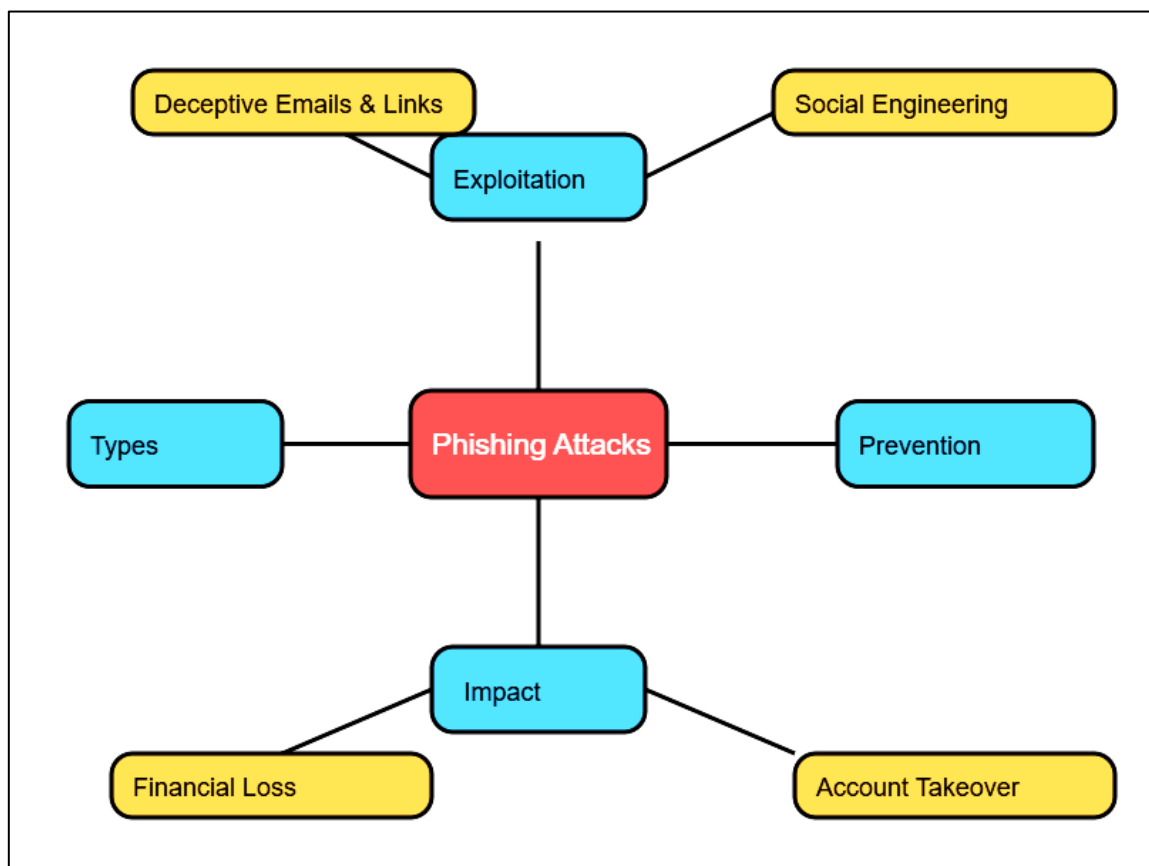 Deceptive Emails & Links
Social Engineering
Exploitation
Types
Phishing Attacks
Prevention
Impact
Financial Loss
Account Takeover